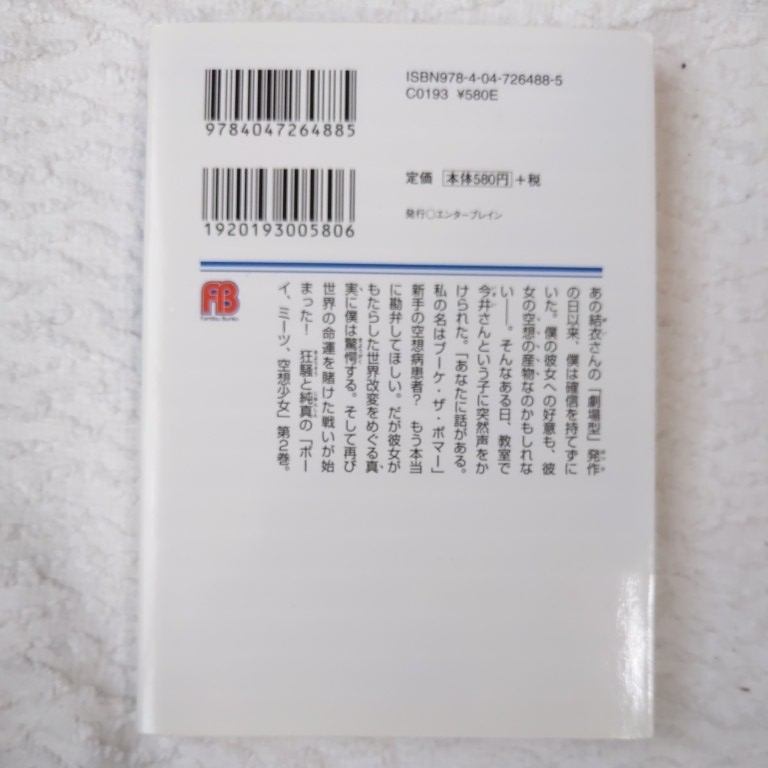 ISBN978-4-04-726488-5
C0193 ¥580E
9784047264885
定価 本体580円+税
1920193005806
発行○エンターブレイン
FB
Famitsu Bunko
あの結衣さんの「劇場型」発作
の日以来、僕は確信を持てずに
いた。僕の彼女への好意も、彼
女の空想の産物なのかもしれな
い――。そんなある日、教室で
今井さんという子に突然声をか
けられた。「あなたに話がある。
私の名はブーケ・ザ・ボマー」
新手の空想病患者? もう本当
に勘弁してほしい。だが彼女が
もたらした世界改変をめぐる真
実に僕は驚愕する。そして再び
世界の命運を賭けた戦いが始
まった! 狂騒と純真の「ボー
イ、ミーツ、空想少女」第2巻。